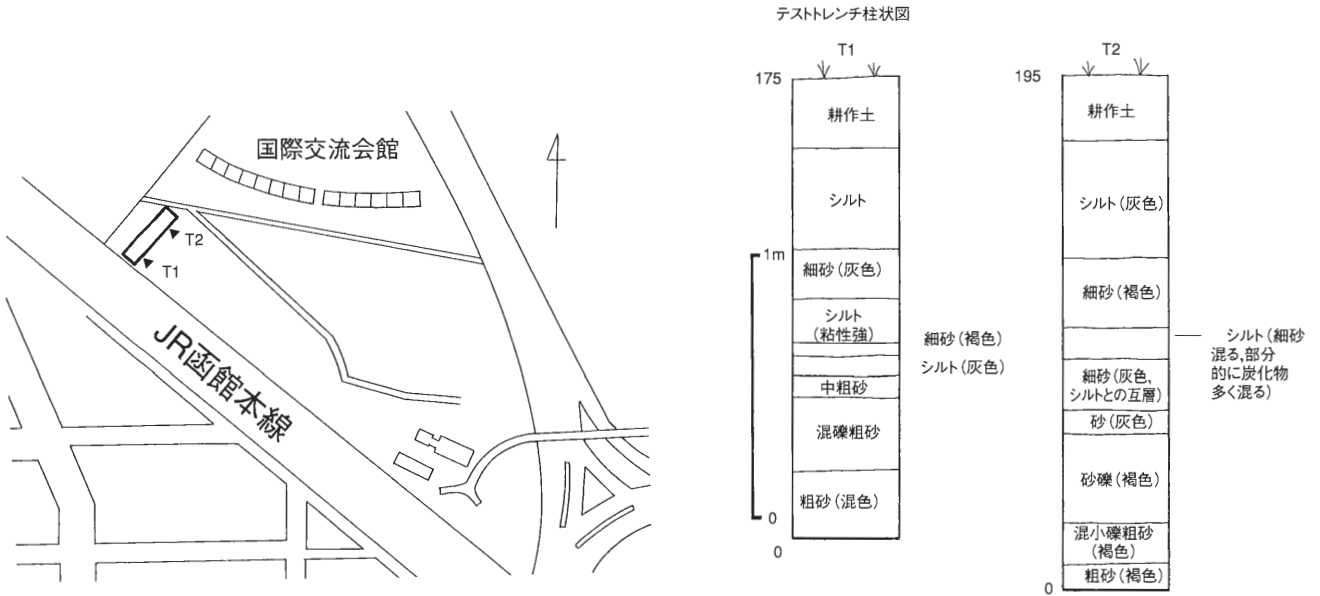 テストトレンチ柱状図
国際交流会館
T2
T1
JR函館本線
T1
175
耕作土
シルト
1m
細砂(灰色)
シルト
(粘性強)
細砂(褐色)
シルト(灰色)
中粗砂
混礫粗砂
粗砂(混色)
0
0
T2
195
耕作土
シルト(灰色)
細砂(褐色)
シルト(細砂
混る,部分
的に炭化物
多く混る)
細砂(灰色,
シルトとの互層)
砂(灰色)
砂礫(褐色)
混小礫粗砂
(褐色)
粗砂(褐色)
0